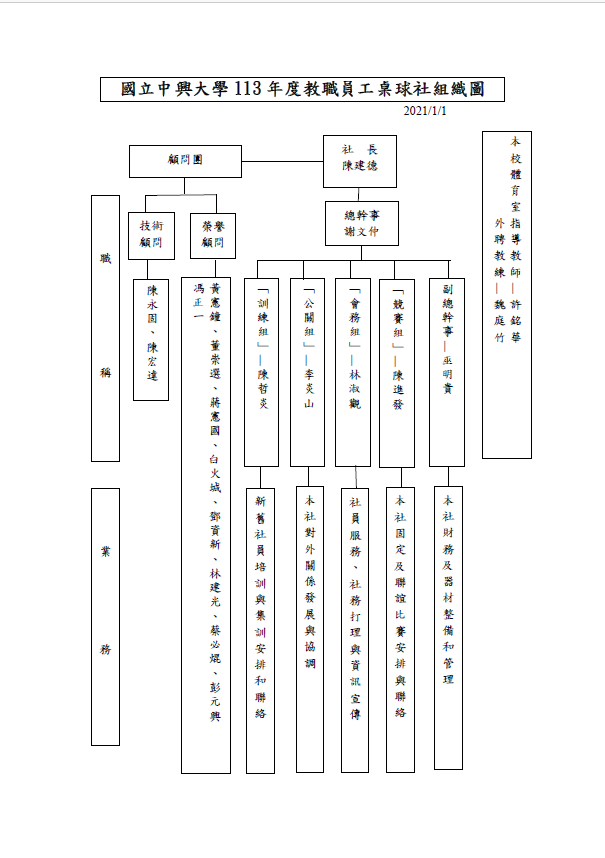 國立中興大學 113 年度教職員工桌球社組織圖
2021/1/1
顧問團
社 長
陳建德
總幹事
謝文仲
本校體育室指導教師—許銘華
外聘教練—魏庭竹
職 稱
技術
顧問
榮譽
顧問
陳永固、陳宏達
黃憲鐘、董崇選、蔣憲國、白火城、鄧資新、林建光、蔡必焜、彭元興
馮正一
「訓練組」—陳哲炎
「公關組」—李炎山
「會務組」—林淑觀
「競賽組」—陳進發
副總幹事—巫明貴
業 務
新舊社員培訓與集訓安排和聯絡
本社對外關係發展與協調
社員服務、社務打理與資訊宣傳
本社固定及聯誼比賽安排與聯絡
本社財務及器材整備和管理